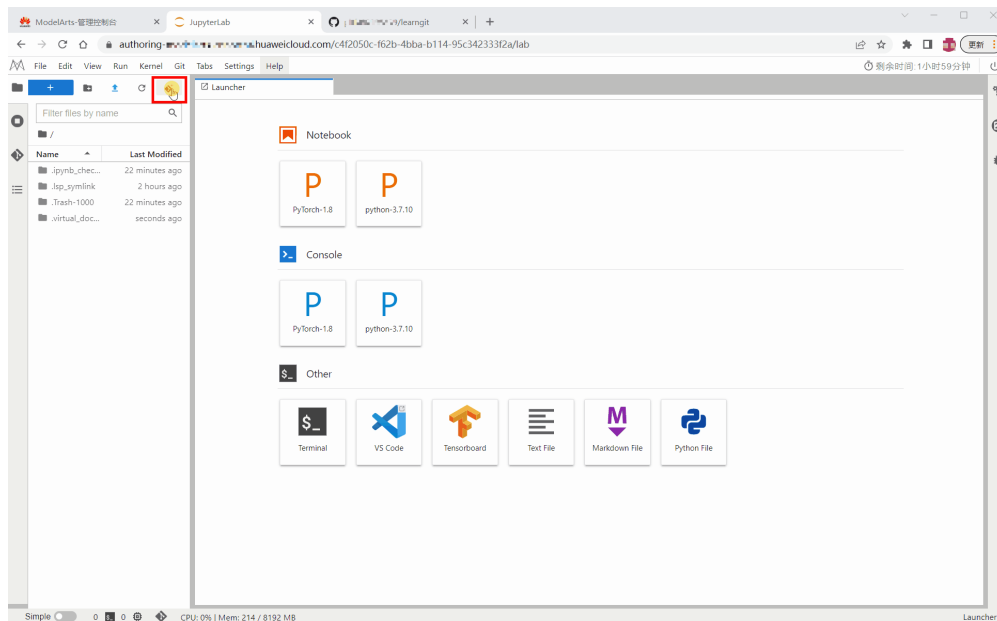 ModelArts-管理控制台
JupyterLab
/learngit
authoring-
huaweicloud.com/c4f2050c-f62b-4bba-b114-95c342333f2a/lab
更新
File Edit View Run Kernel Git Tabs Settings Help
剩余时间:1小时59分钟
Launcher
Filter files by name
/
Name Last Modified
.ipynb_chec... 22 minutes ago
.lsp_symlink 2 hours ago
.Trash-1000 22 minutes ago
.virtual_doc... seconds ago
Notebook
P P
PyTorch-1.8 python-3.7.10
Console
P P
PyTorch-1.8 python-3.7.10
$_ Other
$_ M
Terminal VS Code Tensorboard Text File Markdown File Python File
Simple 0 $_ 0 CPU: 0% | Mem: 214 / 8192 MB Launcher